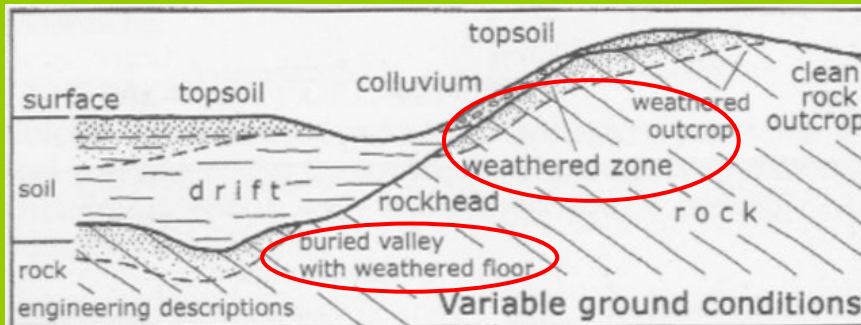 topsoil
colluvium
topsoil
surface
weathered
outcrop
clean
rock
outcrop
weathered zone
soil
drift
rockhead
rock
buried valley
with weathered floor
rock
engineering descriptions
Variable ground conditions